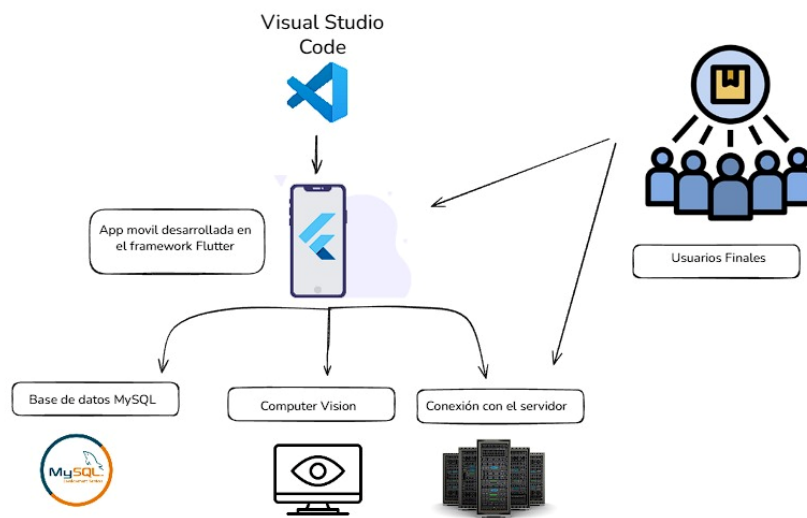 Visual Studio
Code
App movil desarrollada en
el framework Flutter
Usuarios Finales
Base de datos MySQL
Computer Vision
Conexión con el servidor
MySQL